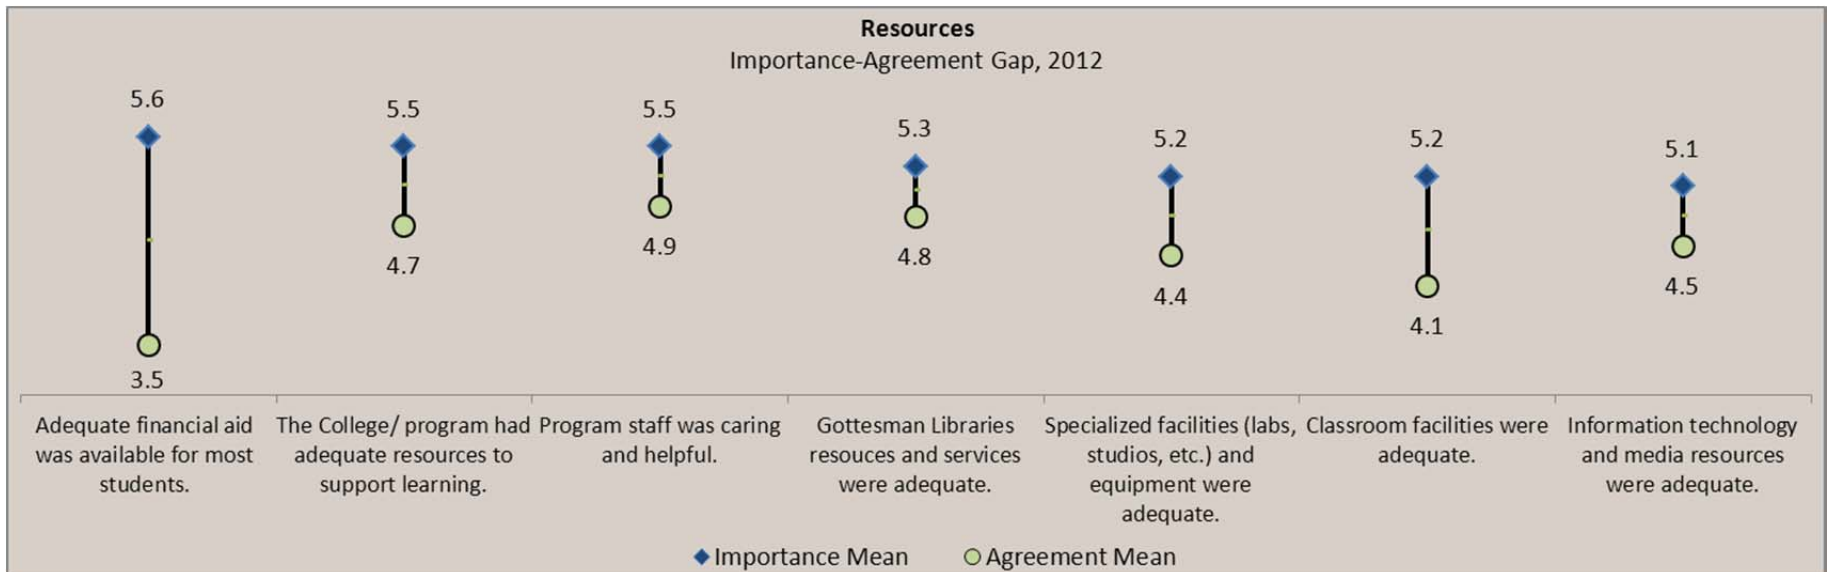 Resources
Importance-Agreement Gap, 2012
5.6
5.5
5.5
5.3
5.2
5.2
5.1
3.5
4.7
4.9
4.8
4.4
4.1
4.5
Adequate financial aid
was available for most
students.
The College/ program had
adequate resources to
support learning.
Program staff was caring
and helpful.
Gottesman Libraries
resouces and services
were adequate.
Specialized facilities (labs,
studios, etc.) and
equipment were
adequate.
Classroom facilities were
adequate.
Information technology
and media resources
were adequate.
Importance Mean
Agreement Mean